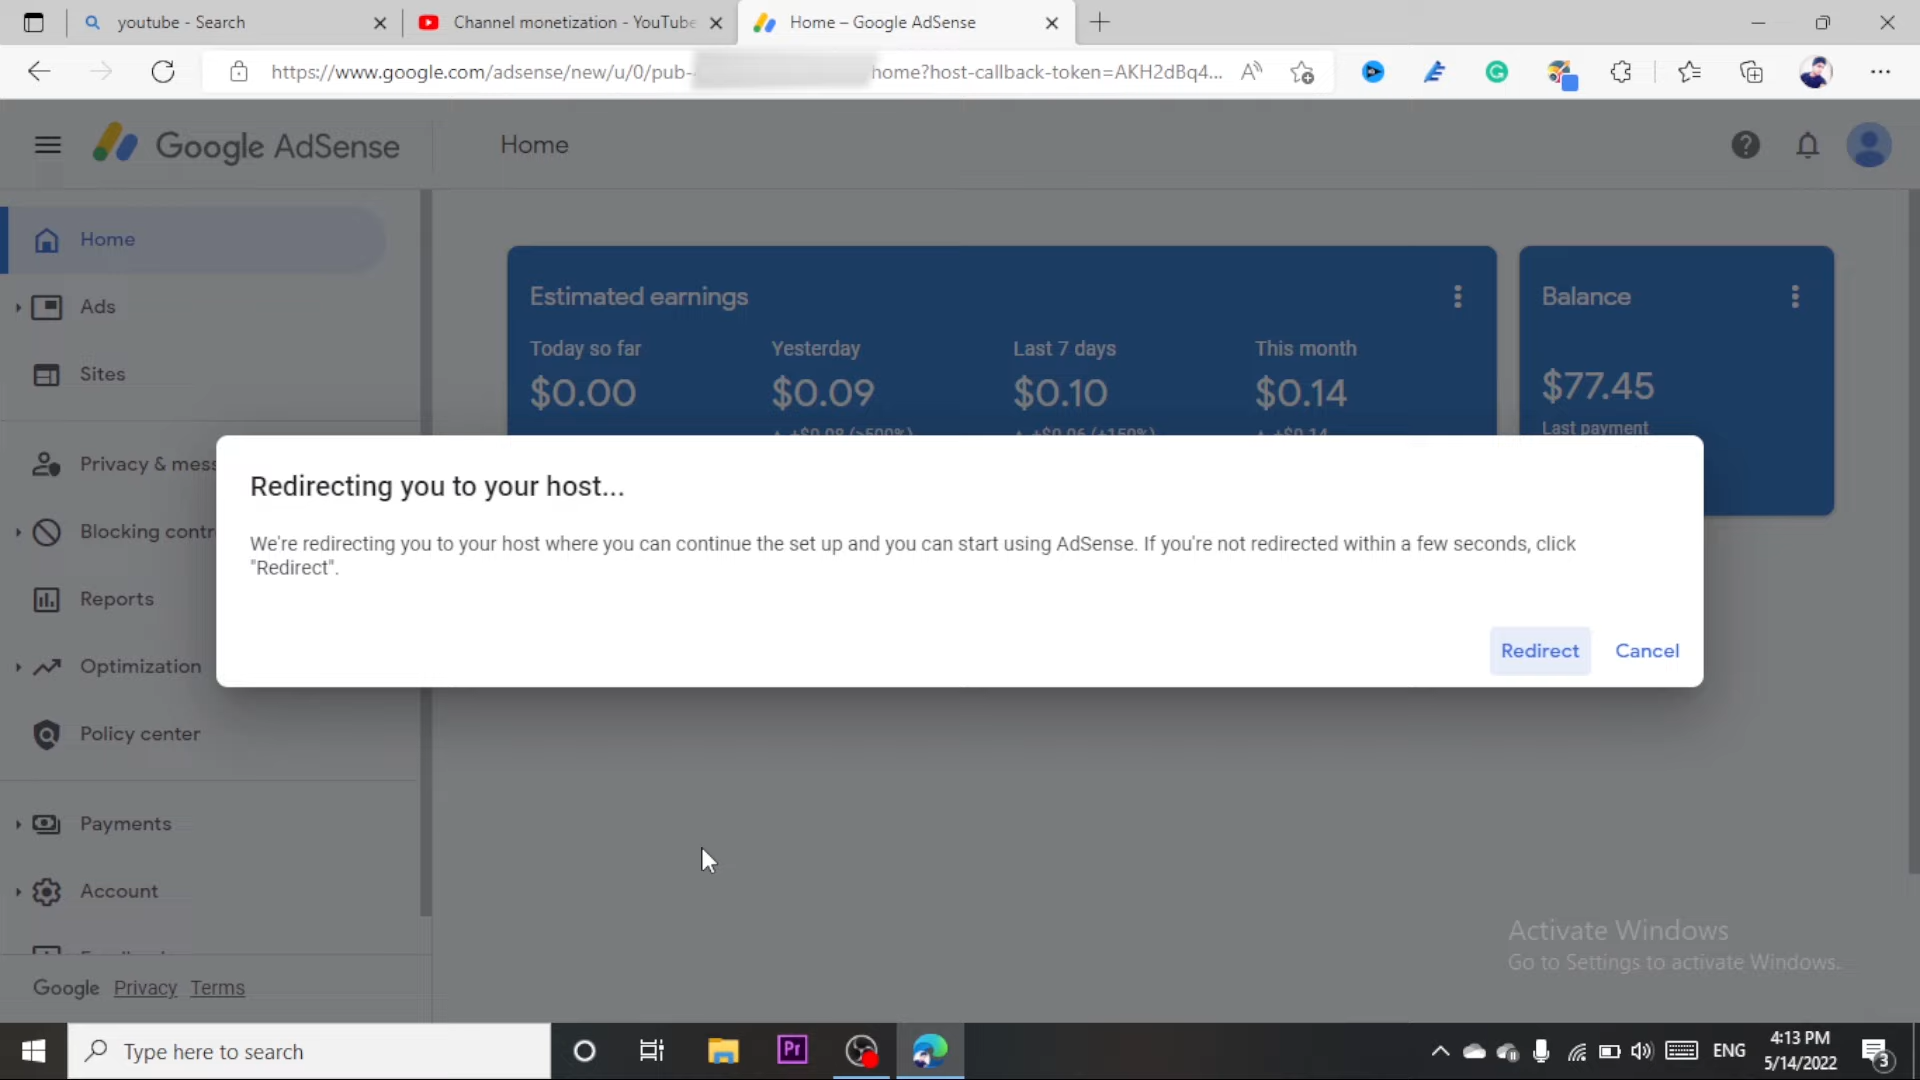 youtube - Search
Channel monetization - YouTube
Home – Google AdSense
https://www.google.com/adsense/new/u/0/pub-
home?host-callback-token=AKH2dBq4...
Google AdSense
Home
Home
Ads
Sites
Privacy & mess
Blocking contr
Reports
Optimization
Policy center
Payments
Account
Google Privacy Terms
Estimated earnings
Today so far
Yesterday
Last 7 days
This month
$0.00
$0.09
$0.10
$0.14
Balance
$77.45
Last payment
Redirecting you to your host...
We're redirecting you to your host where you can continue the set up and you can start using AdSense. If you're not redirected within a few seconds, click
"Redirect".
Redirect
Cancel
Activate Windows
Go to Settings to activate Windows.
Type here to search
Pr
ENG
4:13 PM
5/14/2022
3